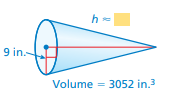 h ≈
9 in.
Volume = 3052 in.³